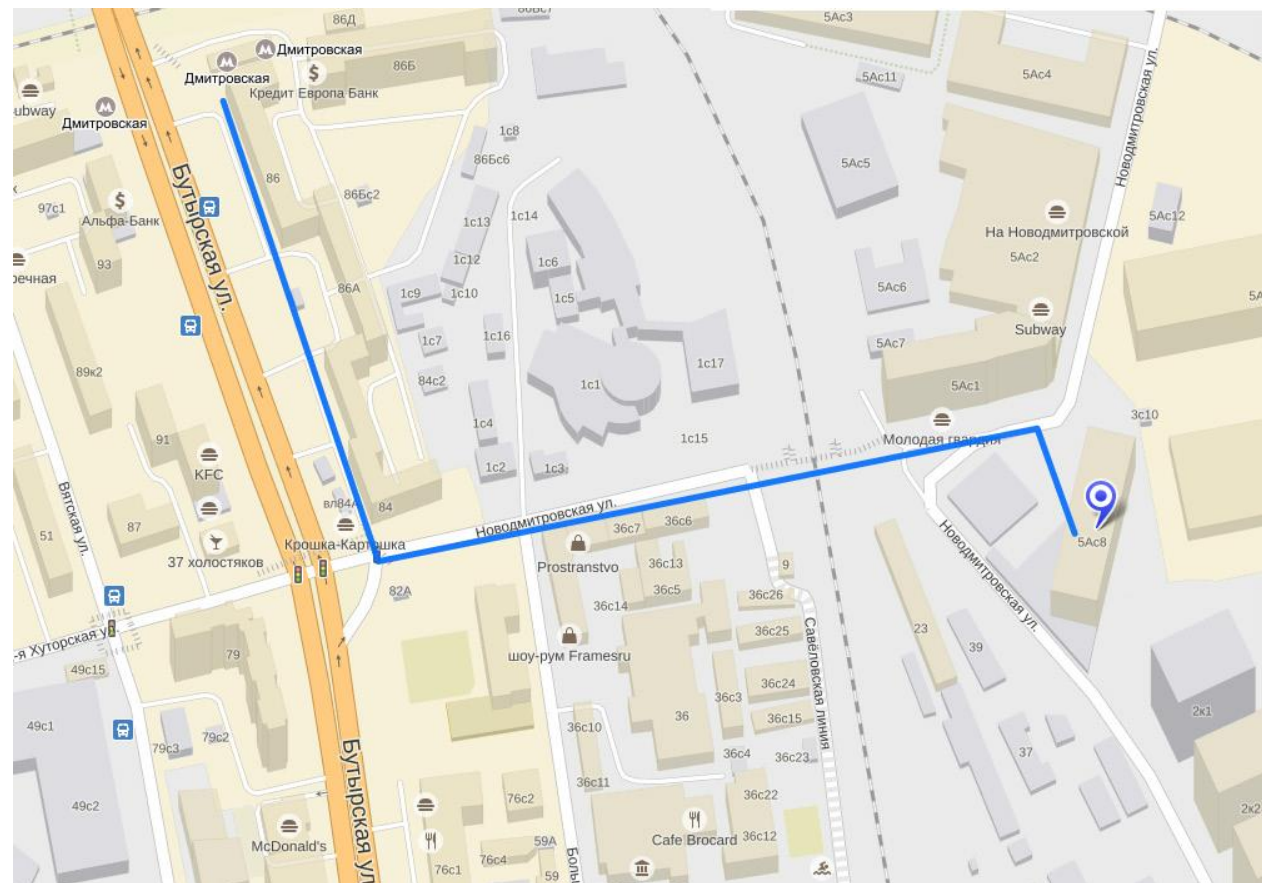 86Д
80Бс7
5Ас3
Дмитровская
Дмитровская
86Б
Кредит Европа Банк
5Ас11
5Ас4
ubway
Дмитровская
1с8
86Бс6
5Ас5
Новодмитровская ул.
86
86Бс2
97с1
Альфа-Банк
Бутырская ул.
1с13
1с14
5Ас12
На Новодмитровской
93
речная
1с12
1с6
5Ас2
86А
1с9
1с10
1с5
5Ас6
5А
Subway
1с7
1с16
5Ас7
89к2
84с2
1с1
1с17
5Ас1
3с10
91
1с4
1с15
Молодая гвардия
KFC
1с2
1с3
Вятская ул.
вл84А
84
Новодмитровская ул.
51
87
36с7
36с6
Крошка-Картошка
37 холостяков
Prostranstvo
36с13
9
5Ас8
82А
36с5
36с26
Новодмитровская ул.
36с14
36с25
23
-я Хуторская ул.
79
шоу-рум Framesru
39
49с15
36с3
36с24
Савёловская линия
36
36с15
2к1
49с1
79с3
79с2
36с10
36с4
36с23
37
Бутырская ул.
36с11
49с2
76с2
36с22
2к2
McDonald's
59А
Cafe Brocard
36с12
76с4
76с1
59
Боль